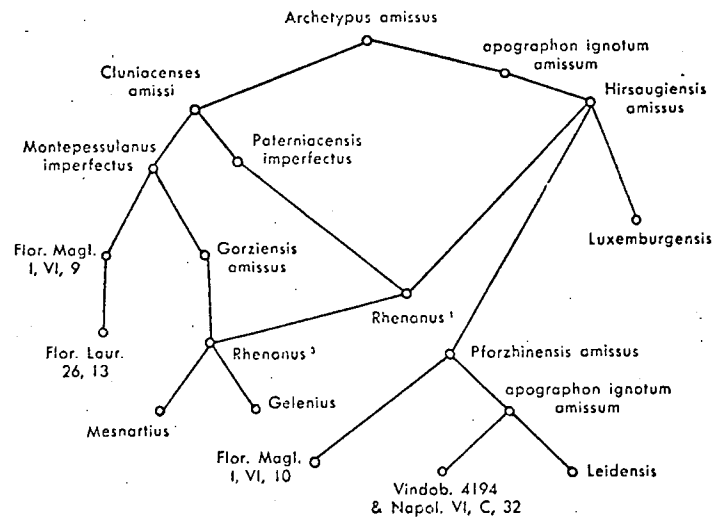 Archetypus amissus
apographon ignotum
amissum
Cluniacenses
amissi
Hirsaugiensis
amissus
Montepessulanus
imperfectus
Paterniacensis
imperfectus
Luxemburgensis
Flor. Magl.
I, VI, 9
Gorziensis
amissus
Rhenanus ¹
Flor. Laur.
26, 13
Rhenanus ³
Pforzhinensis amissus
Mesnartius
Gelenius
apographon ignotum
amissum
Flor. Magl.
I, VI, 10
Vindob. 4194
& Napol. VI, C, 32
Leidensis